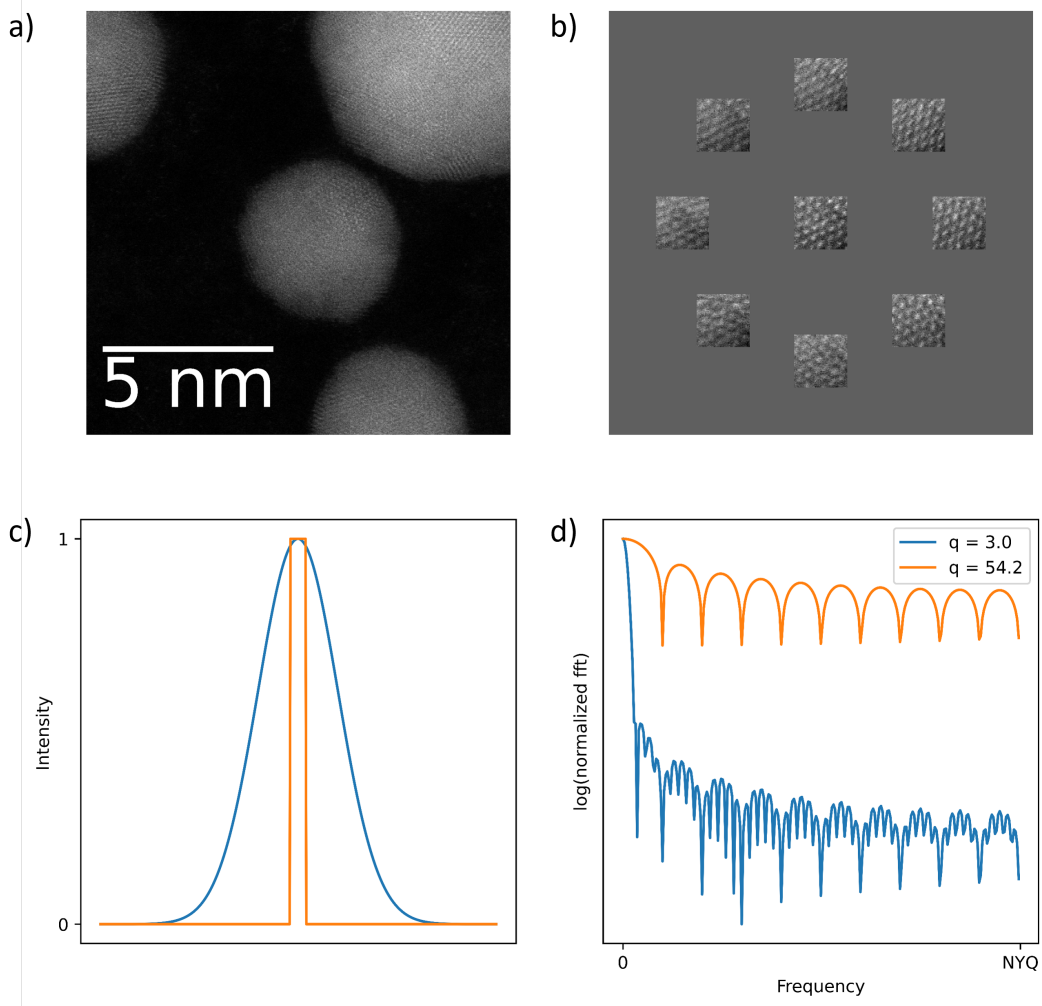 a)
b)
5 nm
c)
d)
1
0
Intensity
q = 3.0
q = 54.2
log(normalized fft)
0
NYQ
Frequency